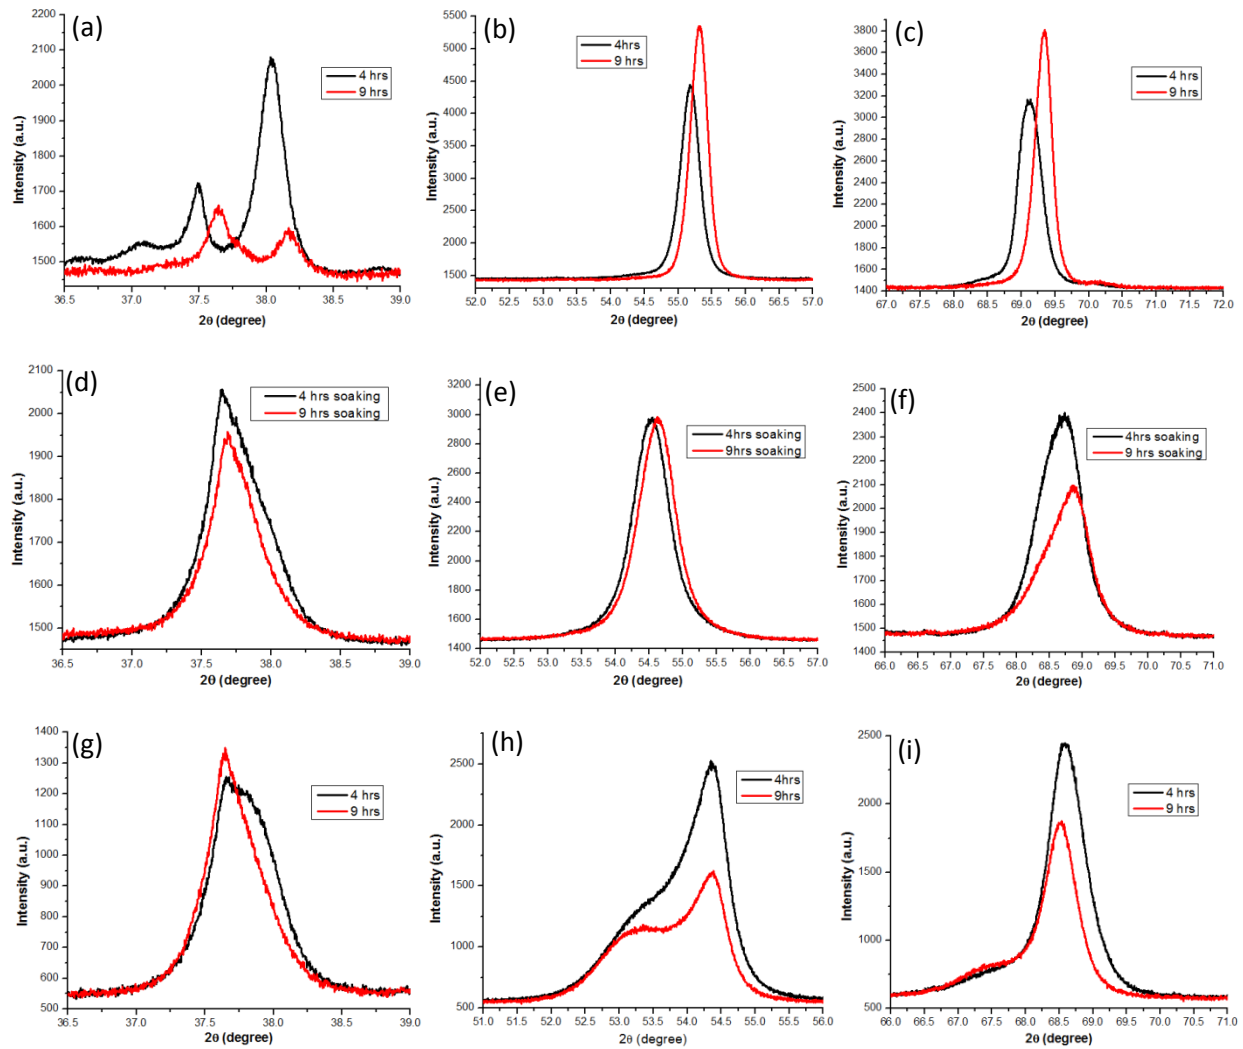 (a)
2200
2100
2000
1900
1800
1700
1600
1500
36.5 37.0 37.5 38.0 38.5 39.0
Intensity (a.u.)
2θ (degree)
4 hrs
9 hrs
(b)
5500
5000
4500
4000
3500
3000
2500
2000
1500
52.0 52.5 53.0 53.5 54.0 54.5 55.0 55.5 56.0 56.5 57.0
Intensity (a.u.)
2θ (degree)
4hrs
9 hrs
(c)
3800
3600
3400
3200
3000
2800
2600
2400
2200
2000
1800
1600
1400
67.0 67.5 68.0 68.5 69.0 69.5 70.0 70.5 71.0 71.5 72.0
Intensity (a.u.)
2θ (degree)
4 hrs
9 hrs
(d)
2100
2000
1900
1800
1700
1600
1500
36.5 37.0 37.5 38.0 38.5 39.0
Intensity (a.u.)
2θ (degree)
4 hrs soaking
9 hrs soaking
(e)
3200
3000
2800
2600
2400
2200
2000
1800
1600
1400
52.0 52.5 53.0 53.5 54.0 54.5 55.0 55.5 56.0 56.5 57.0
Intensity (a.u.)
2θ (degree)
4hrs soaking
9hrs soaking
(f)
2500
2400
2300
2200
2100
2000
1900
1800
1700
1600
1500
1400
66.0 66.5 67.0 67.5 68.0 68.5 69.0 69.5 70.0 70.5 71.0
Intensity (a.u.)
2θ (degree)
4hrs soaking
9 hrs soaking
(g)
1400
1300
1200
1100
1000
900
800
700
600
500
36.5 37.0 37.5 38.0 38.5 39.0
Intensity (a.u.)
2θ (degree)
4 hrs
9 hrs
(h)
2500
2000
1500
1000
500
51.0 51.5 52.0 52.5 53.0 53.5 54.0 54.5 55.0 55.5 56.0
Intensity (a.u.)
2θ (degree)
4hrs
9hrs
(i)
2500
2000
1500
1000
500
66.0 66.5 67.0 67.5 68.0 68.5 69.0 69.5 70.0 70.5 71.0
Intensity (a.u.)
2θ (degree)
4 hrs
9 hrs